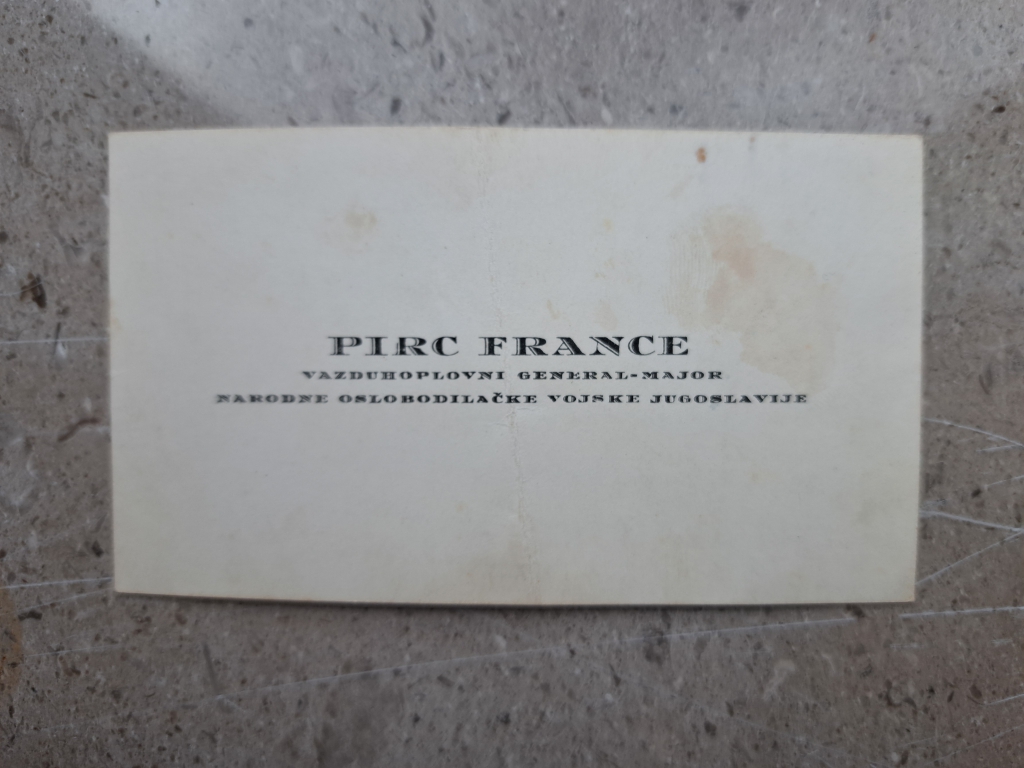 PIRC FRANCE
VAZDUHOPLOVNI GENERAL-MAJOR
NARODNE OSLOBODILAČKE VOJSKE JUGOSLAVIJE